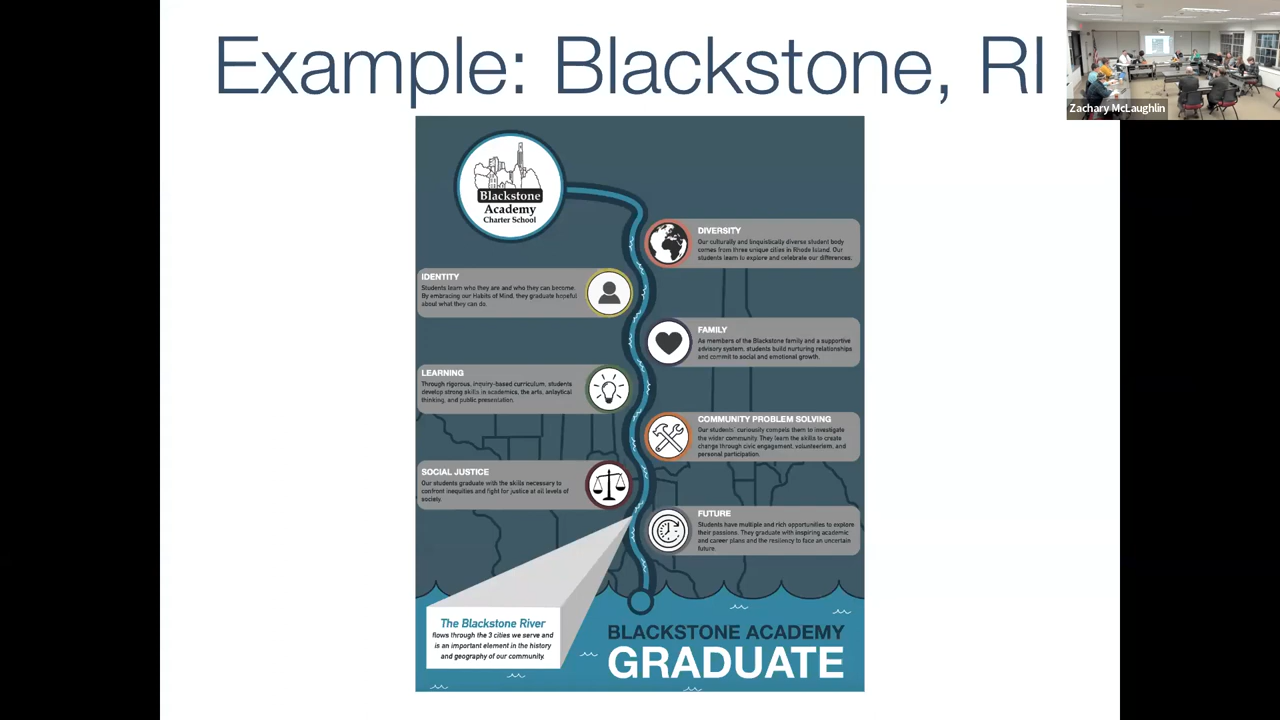 Example: Blackstone, RI
Zachary McLaughlin
Blackstone
Academy
Charter School
DIVERSITY
Our culturally and linguistically diverse student body
comes from three unique cities in Rhode Island. Our
students learn to explore and celebrate our differences.
IDENTITY
Students learn who they are and who they can become.
By embracing our Habits of Mind, they graduate hopeful
about what they can do.
FAMILY
As members of the Blackstone family and a supportive
advisory system, students build nurturing relationships
and commit to social and emotional growth.
LEARNING
Through rigorous, inquiry-based curriculum, students
develop strong skills in academics, the arts, anlaytical
thinking, and public presentation.
COMMUNITY PROBLEM SOLVING
Our students' curiousity compels them to investigate
the wider community. They learn the skills to create
change through civic engagement, volunteerism, and
personal participation.
SOCIAL JUSTICE
Our students graduate with the skills necessary to
confront inequities and fight for justice at all levels of
society.
FUTURE
Students have multiple and rich opportunities to explore
their passions. They graduate with inspiring academic
and career plans and the resiliency to face an uncertain
future.
The Blackstone River
flows through the 3 cities we serve and
is an important element in the history
and geography of our community.
BLACKSTONE ACADEMY
GRADUATE